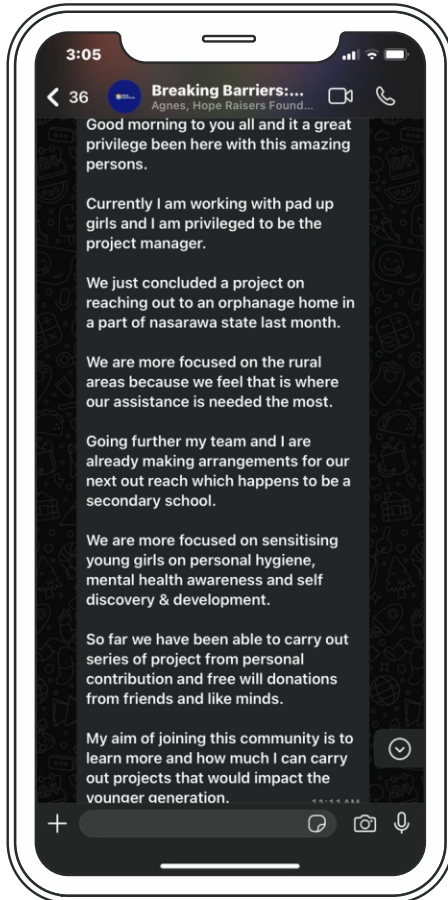 3:05
36
Breaking Barriers:...
Agnes, Hope Raisers Found...
Good morning to you all and it a great
privilege been here with this amazing
persons.
Currently I am working with pad up
girls and I am privileged to be the
project manager.
We just concluded a project on
reaching out to an orphanage home in
a part of nasarawa state last month.
We are more focused on the rural
areas because we feel that is where
our assistance is needed the most.
Going further my team and I are
already making arrangements for our
next out reach which happens to be a
secondary school.
We are more focused on sensitising
young girls on personal hygiene,
mental health awareness and self
discovery & development.
So far we have been able to carry out
series of project from personal
contribution and free will donations
from friends and like minds.
My aim of joining this community is to
learn more and how much I can carry
out projects that would impact the
younger generation.
11:11 AM